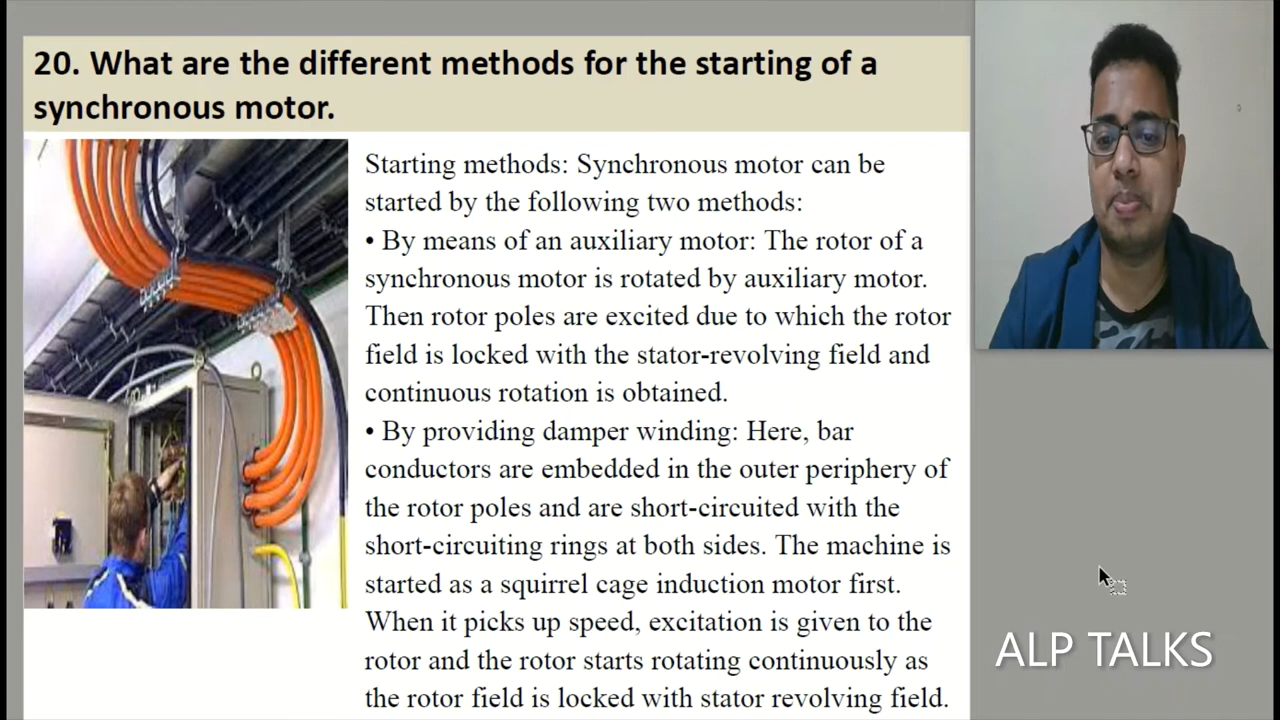 20. What are the different methods for the starting of a
synchronous motor.
Starting methods: Synchronous motor can be
started by the following two methods:
• By means of an auxiliary motor: The rotor of a
synchronous motor is rotated by auxiliary motor.
Then rotor poles are excited due to which the rotor
field is locked with the stator-revolving field and
continuous rotation is obtained.
• By providing damper winding: Here, bar
conductors are embedded in the outer periphery of
the rotor poles and are short-circuited with the
short-circuiting rings at both sides. The machine is
started as a squirrel cage induction motor first.
When it picks up speed, excitation is given to the
rotor and the rotor starts rotating continuously as
the rotor field is locked with stator revolving field.
ALP TALKS